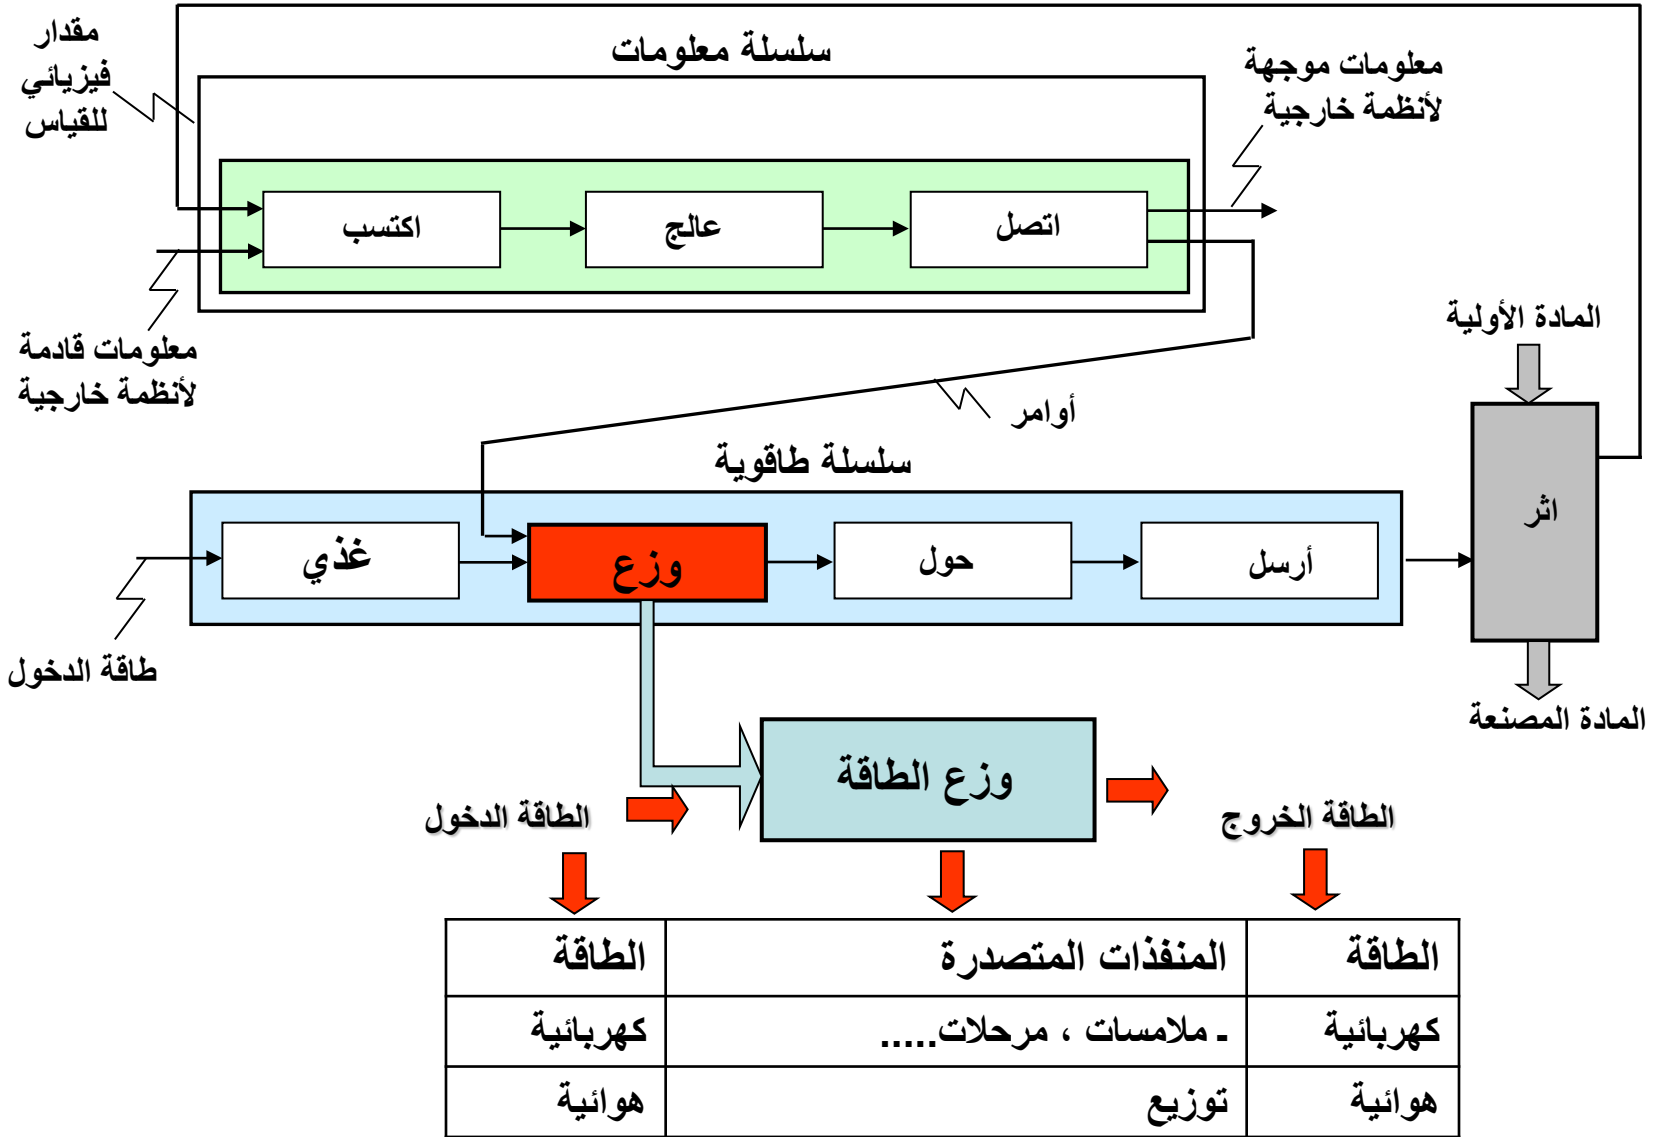 سلسلة معلومات
مقدار
فيزيائي
للقياس
معلومات موجهة
لأنظمة خارجية
اكتسب
عالج
اتصل
معلومات قادمة
لأنظمة خارجية
المادة الأولية
أوامر
سلسلة طاقوية
غذي
وزع
حول
أرسل
اثر
طاقة الدخول
المادة المصنعة
وزع الطاقة
الطاقة الدخول
الطاقة الخروج
الطاقة
المنفذات المتصدرة
الطاقة
كهربائية
- ملامسات ، مرحلات.....
كهربائية
هوائية
توزيع
هوائية